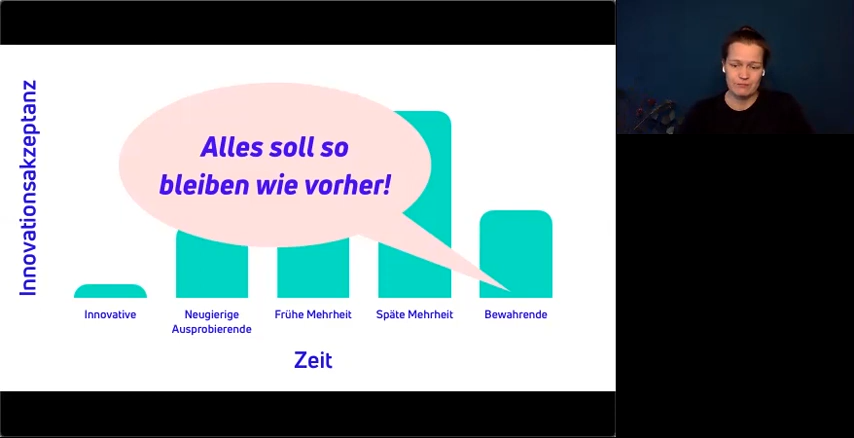 Innovationsakzeptanz
Alles soll so
bleiben wie vorher!
Innovative
Neugierige
Ausprobierende
Frühe Mehrheit
Späte Mehrheit
Bewahrende
Zeit